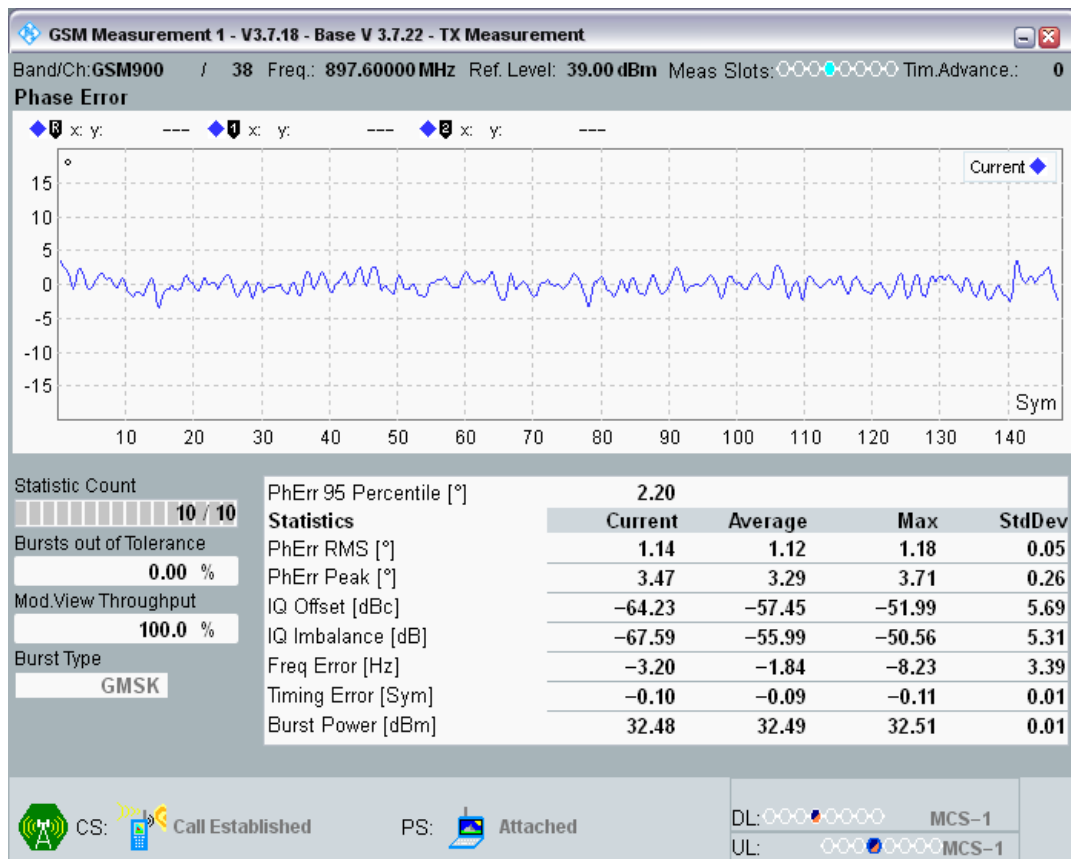 GSM Measurement 1 - V3.7.18 - Base V 3.7.22 - TX Measurement
Band/Ch:GSM900 / 38 Freq.: 897.60000 MHz Ref. Level: 39.00 dBm Meas Slots: Tim.Advance.: 0
Phase Error
R x: y: --- 1 x: y: --- 2 x: y: ---
°
Current
15
10
5
0
-5
-10
-15
Sym
10 20 30 40 50 60 70 80 90 100 110 120 130 140
Statistic Count
10 / 10
Bursts out of Tolerance
0.00 %
Mod.View Throughput
100.0 %
Burst Type
GMSK
PhErr 95 Percentile [°] 2.20
Statistics Current Average Max StdDev
PhErr RMS [°] 1.14 1.12 1.18 0.05
PhErr Peak [°] 3.47 3.29 3.71 0.26
IQ Offset [dBc] −64.23 −57.45 −51.99 5.69
IQ Imbalance [dB] −67.59 −55.99 −50.56 5.31
Freq Error [Hz] −3.20 −1.84 −8.23 3.39
Timing Error [Sym] −0.10 −0.09 −0.11 0.01
Burst Power [dBm] 32.48 32.49 32.51 0.01
CS: Call Established PS: Attached
DL: MCS−1
UL: MCS−1